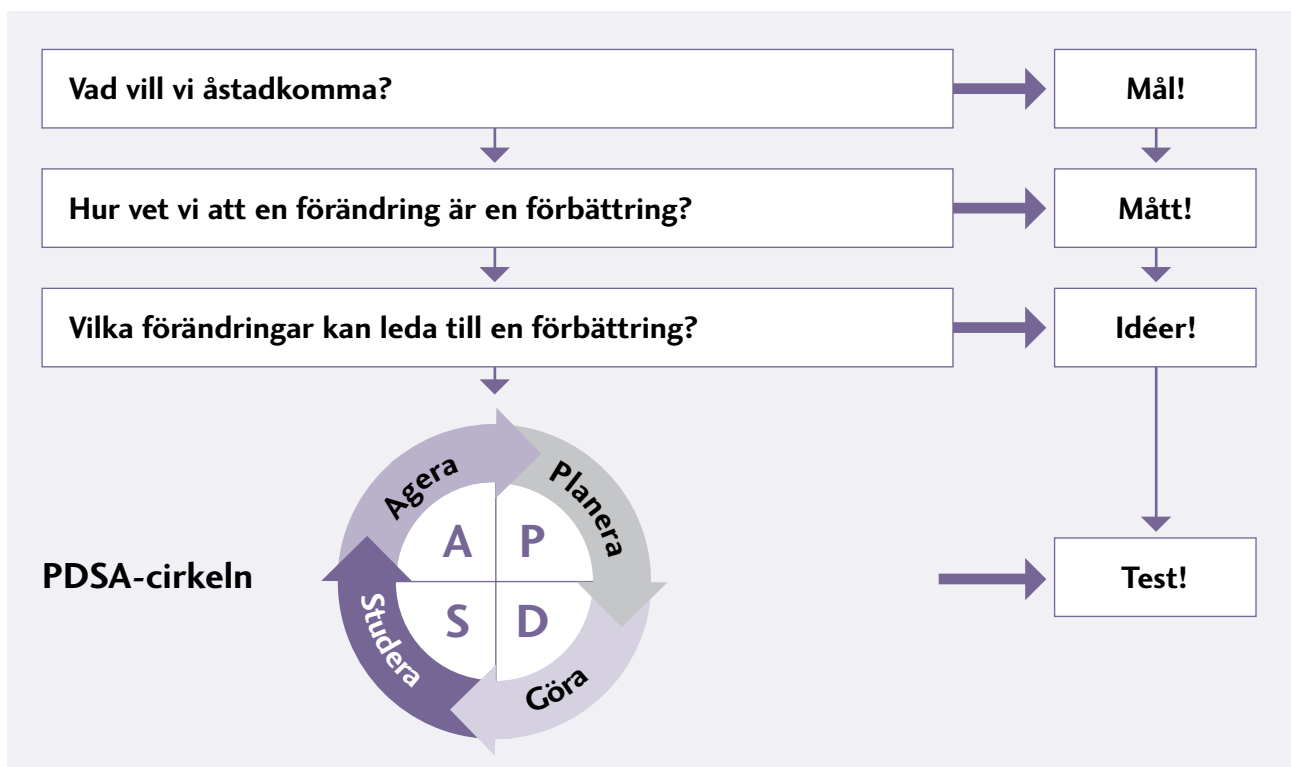 Vad vill vi åstadkomma?
Mål!
Hur vet vi att en förändring är en förbättring?
Mått!
Vilka förändringar kan leda till en förbättring?
Idéer!
Agera
Planera
A
P
PDSA-cirkeln
Test!
S
D
Studera
Göra